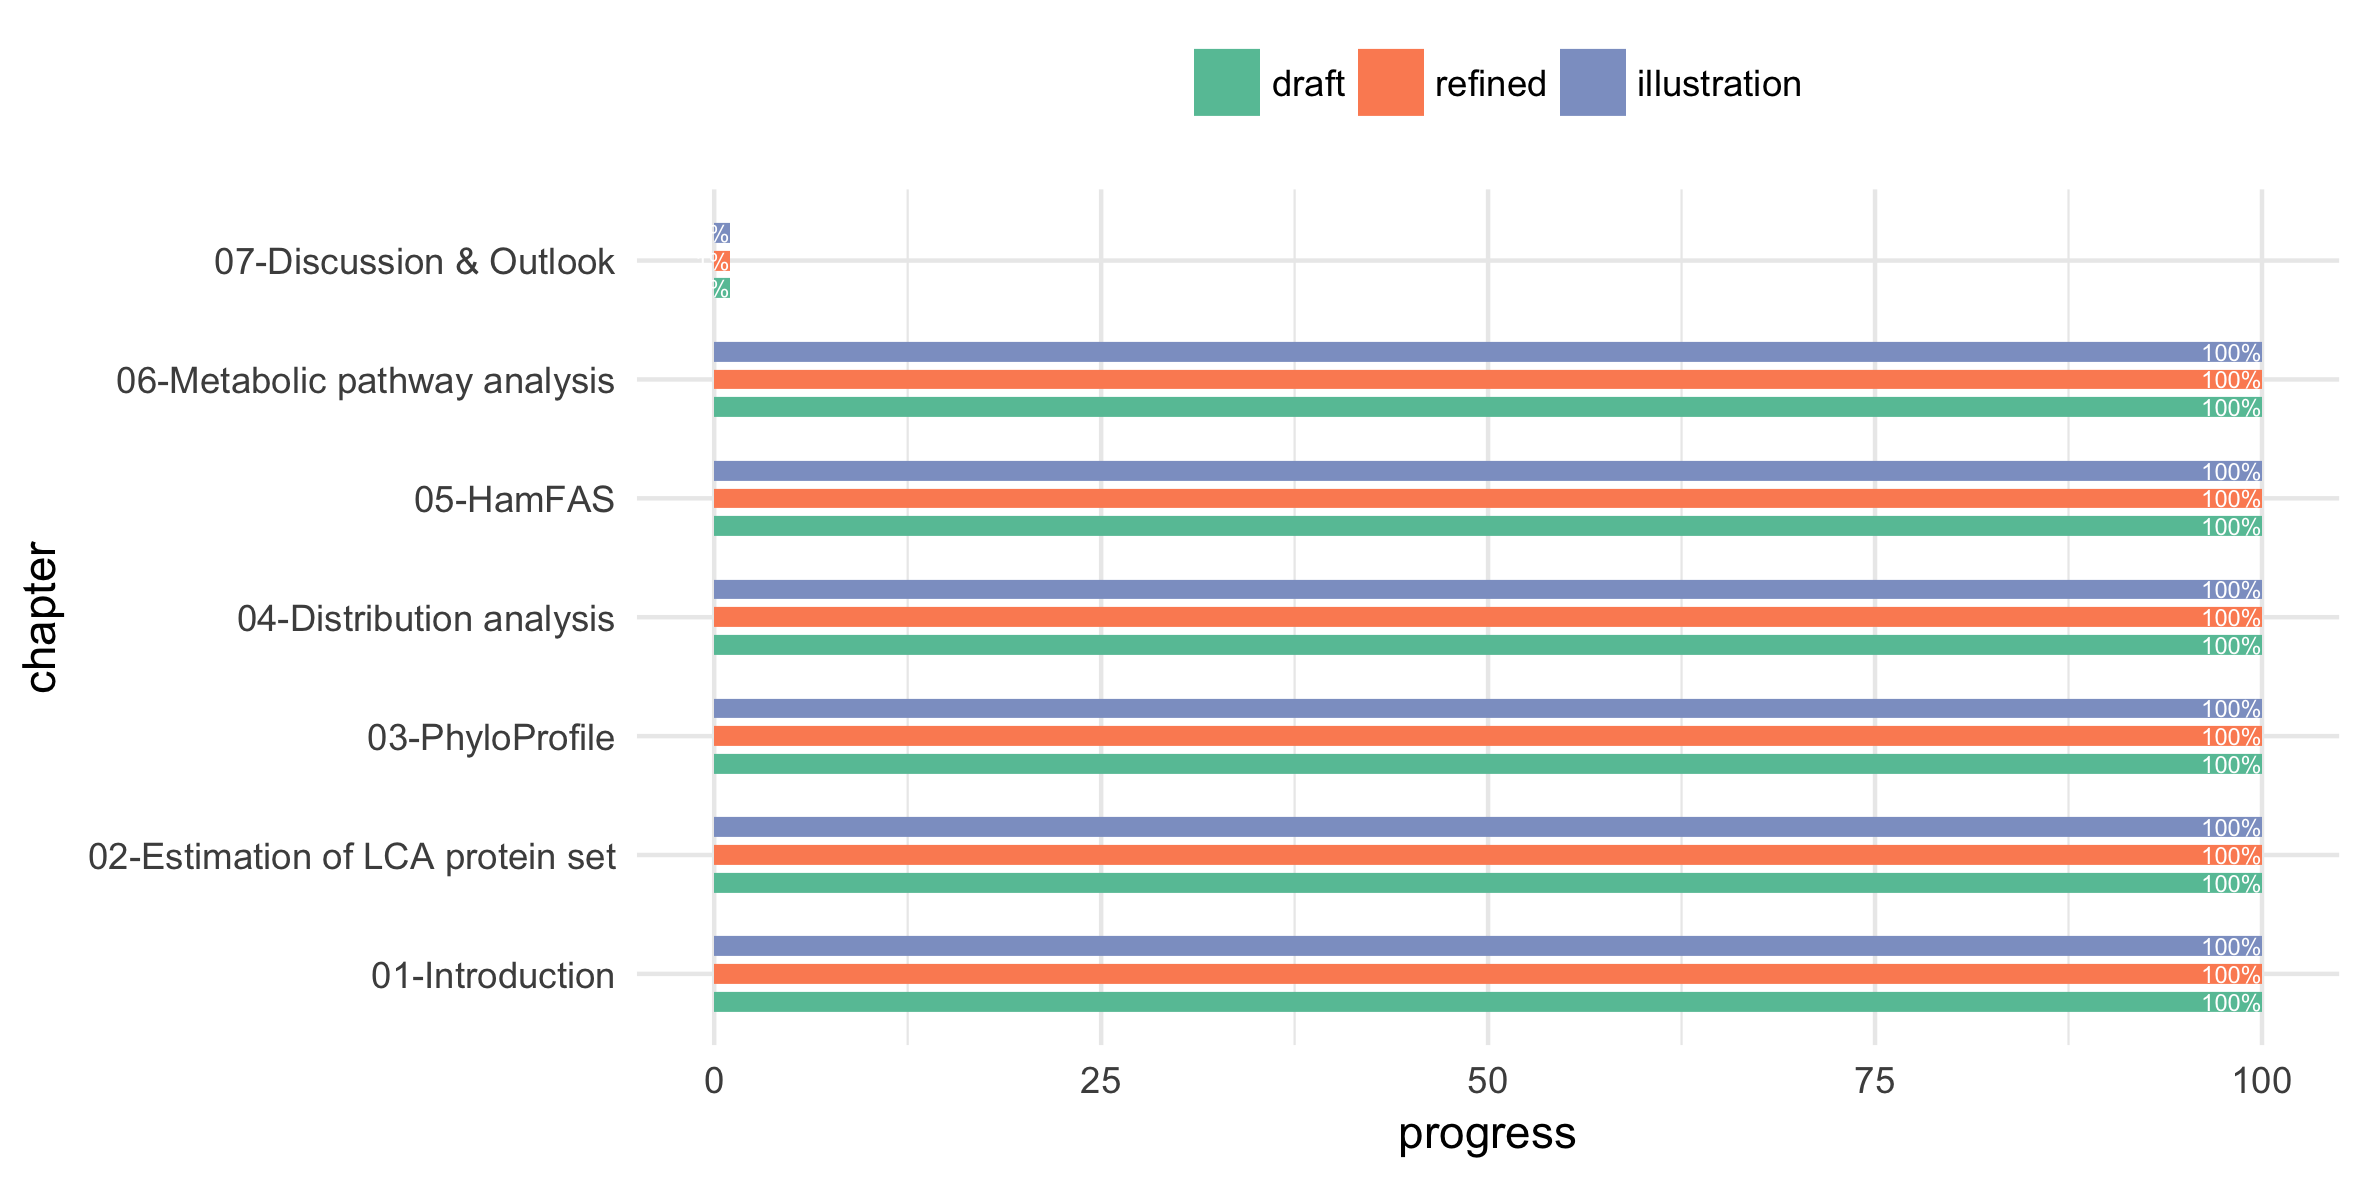 draft refined illustration
07-Discussion & Outlook
%
%
%
06-Metabolic pathway analysis
100%
100%
100%
05-HamFAS
100%
100%
100%
04-Distribution analysis
100%
100%
100%
03-PhyloProfile
100%
100%
100%
02-Estimation of LCA protein set
100%
100%
100%
01-Introduction
100%
100%
100%
chapter
0 25 50 75 100
progress